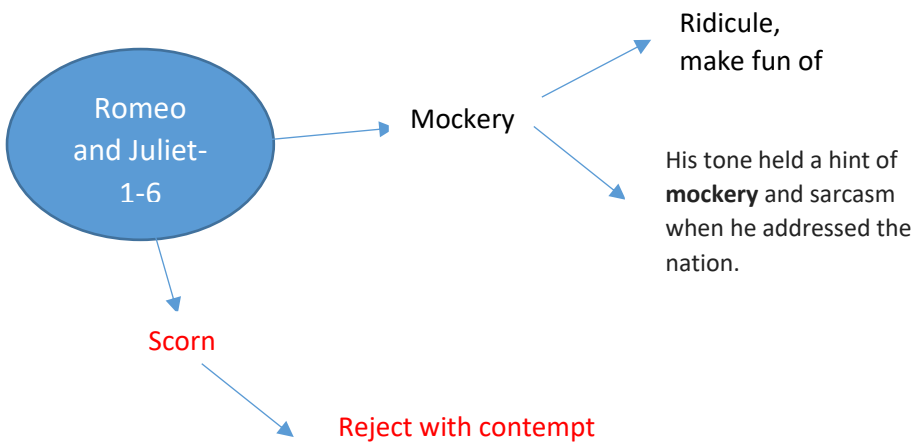 Ridicule,
make fun of
Romeo
and Juliet-
1-6
Mockery
His tone held a hint of
mockery and sarcasm
when he addressed the
nation.
Scorn
Reject with contempt